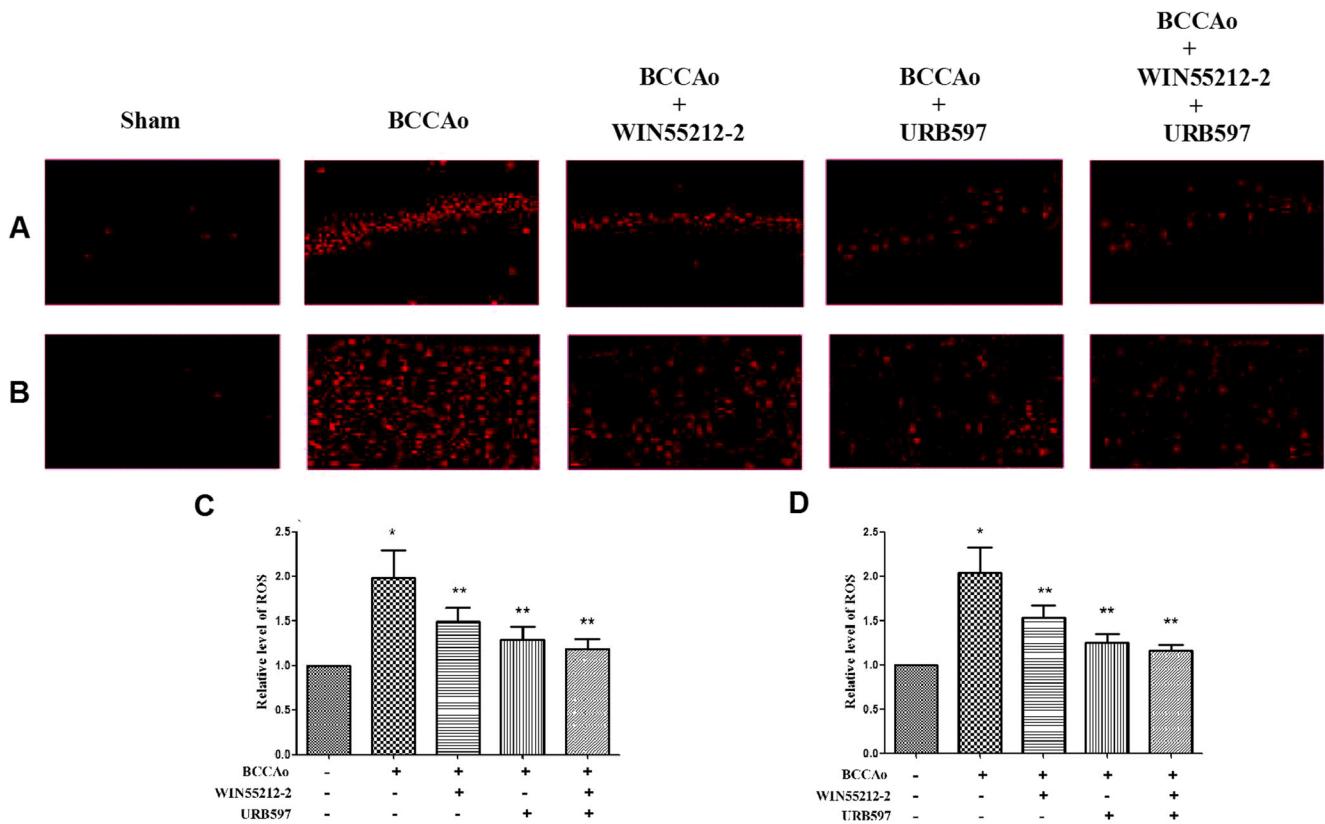 BCCAo
+
WIN55212-2
+
URB597
BCCAo
+
WIN55212-2
BCCAo
+
URB597
Sham
BCCAo
A
B
C
D
Relative level of ROS
2.5
2.0
1.5
1.0
0.5
0.0
*
**
**
**
BCCAo - + + + +
WIN55212-2 - - + - +
URB597 - - - + +
Relative level of ROS
2.5
2.0
1.5
1.0
0.5
0.0
*
**
**
**
BCCAo - + + + +
WIN55212-2 - - + - +
URB597 - - - + +